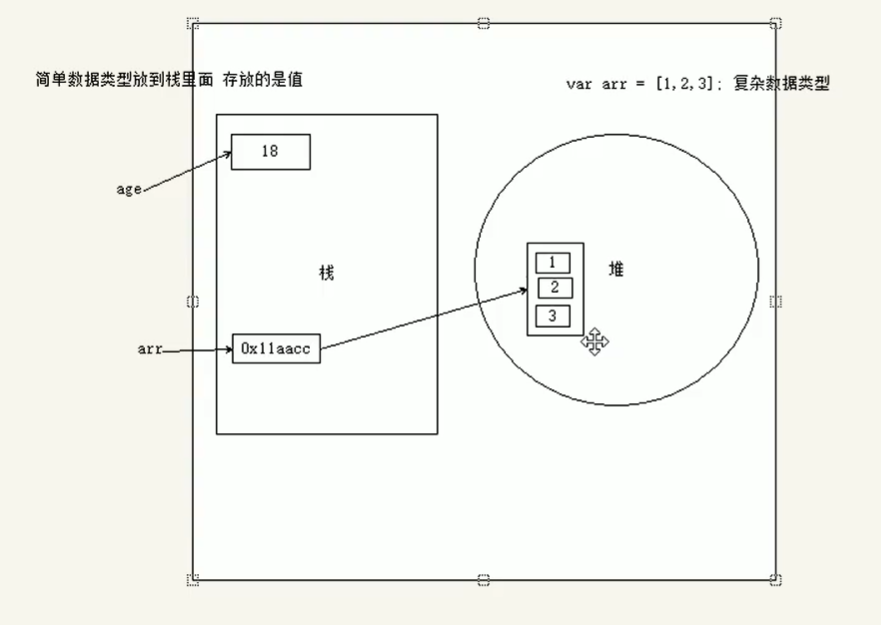 简单数据类型放到栈里面 存放的是值
var arr = [1,2,3]; 复杂数据类型
18
age
栈
1
堆
2
3
arr
0x11aacc